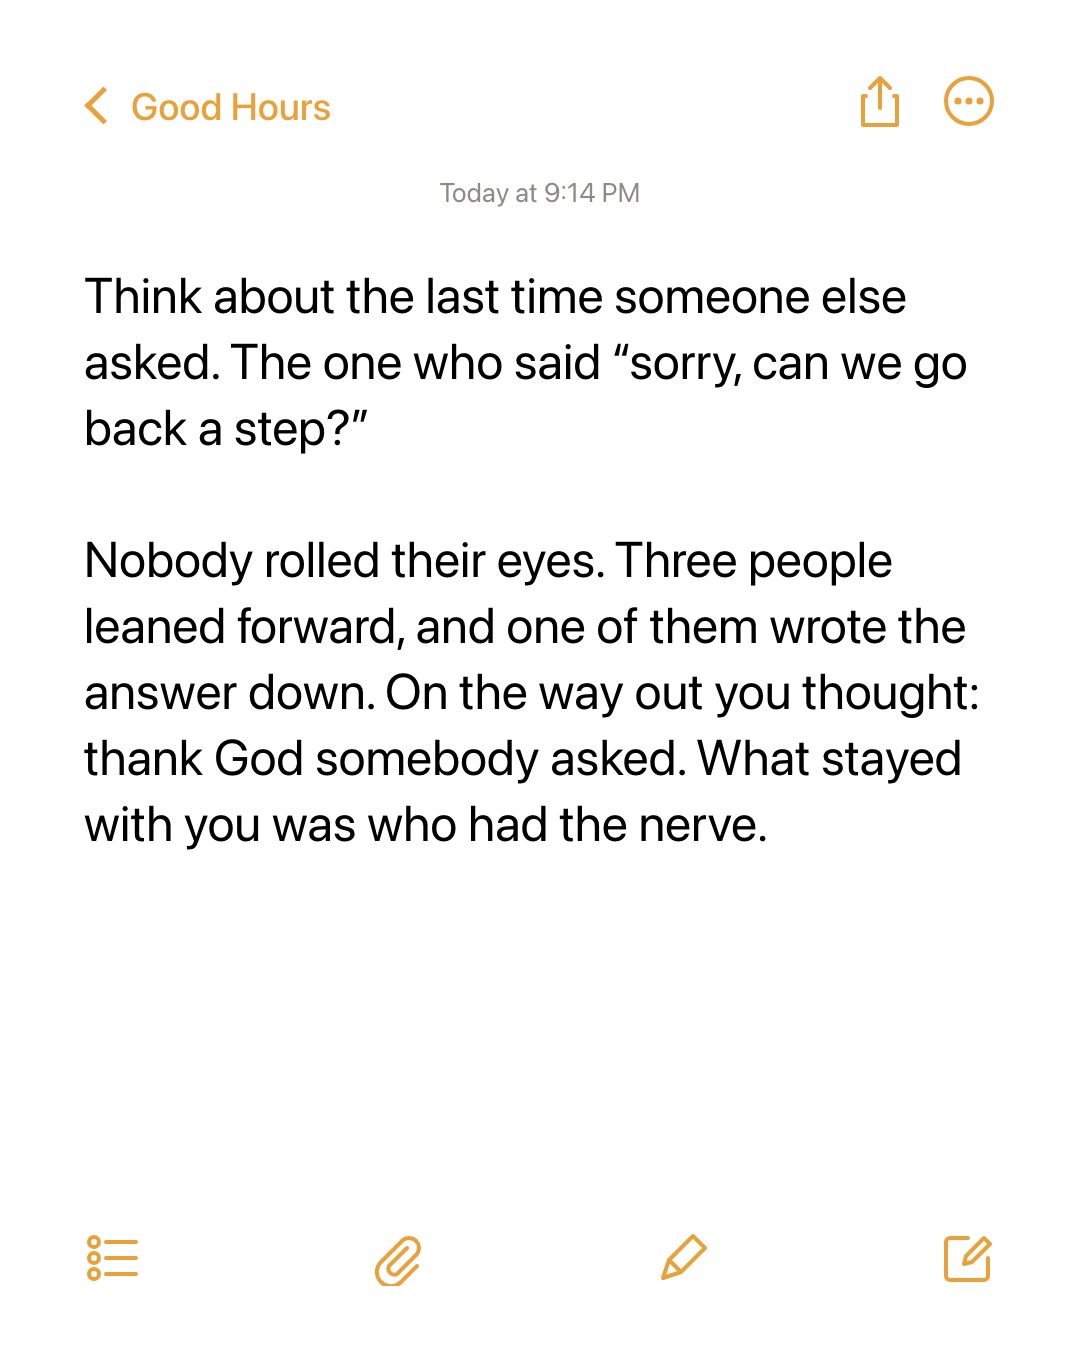 Good Hours
Today at 9:14 PM
Think about the last time someone else
asked. The one who said “sorry, can we go
back a step?”
Nobody rolled their eyes. Three people
leaned forward, and one of them wrote the
answer down. On the way out you thought:
thank God somebody asked. What stayed
with you was who had the nerve.